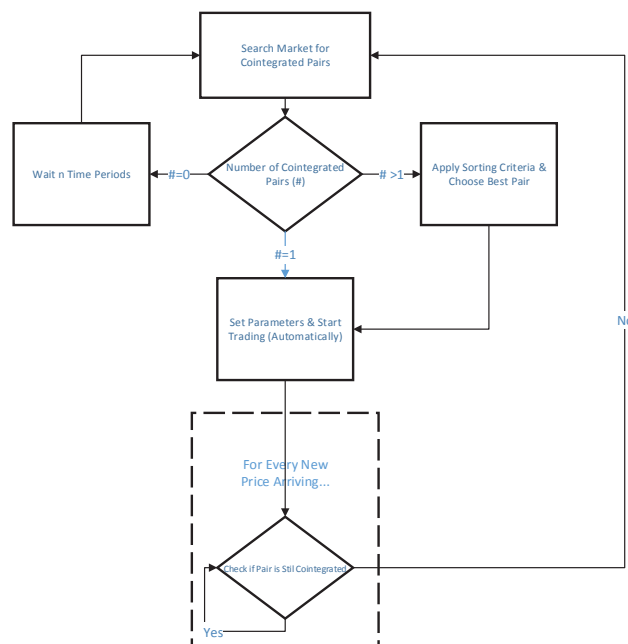 Search Market for
Cointegrated Pairs
Wait n Time Periods
#=0
Number of Cointegrated
Pairs (#)
# >1
Apply Sorting Criteria &
Choose Best Pair
#=1
Set Parameters & Start
Trading (Automatically)
For Every New
Price Arriving...
Check if Pair is Stil Cointegrated
Yes